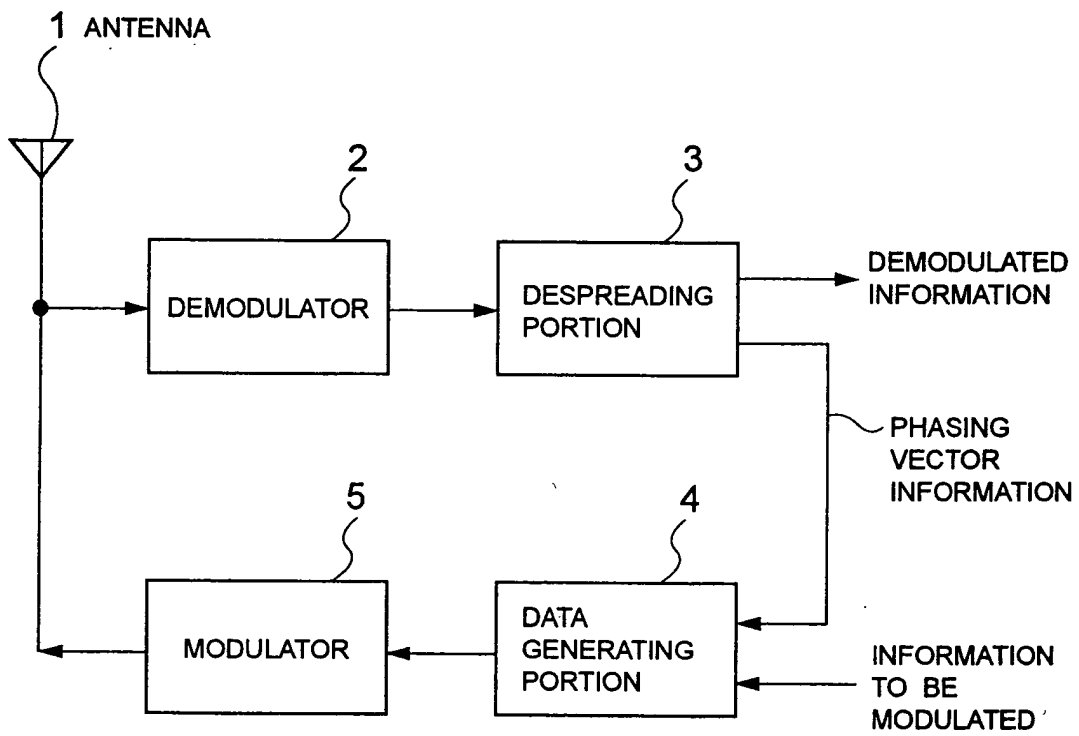 1 ANTENNA
2
3
DEMODULATOR
DESPREADING
PORTION
DEMODULATED
INFORMATION
PHASING
VECTOR
INFORMATION
5
4
MODULATOR
DATA
GENERATING
PORTION
INFORMATION
TO BE
MODULATED